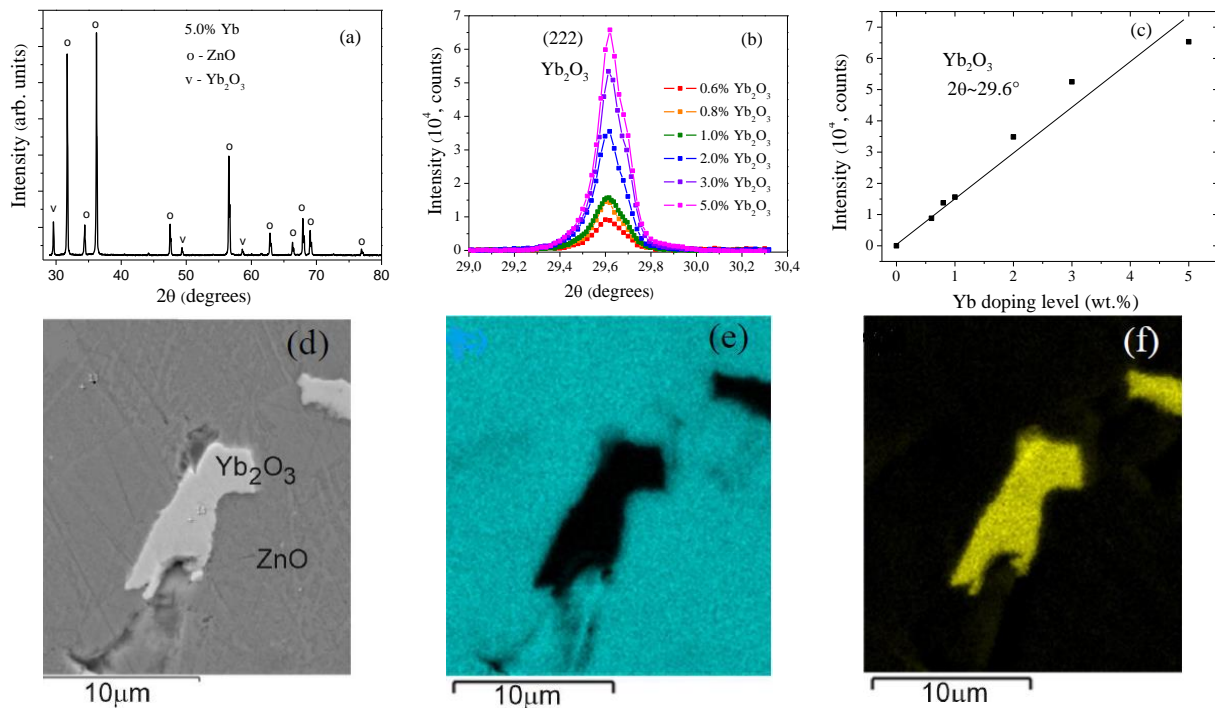 (a)
5.0% Yb
o - ZnO
v - Yb2O3
Intensity (arb. units)
v
o
o
o
o
v
o
v
o
o
o
o
o
30 40 50 60 70 80
2θ (degrees)
(b)
(222)
Yb2O3
0.6% Yb2O3
0.8% Yb2O3
1.0% Yb2O3
2.0% Yb2O3
3.0% Yb2O3
5.0% Yb2O3
Intensity (10^4, counts)
7
6
5
4
3
2
1
0
29,0 29,2 29,4 29,6 29,8 30,0 30,2 30,4
2θ (degrees)
(c)
Yb2O3
2θ~29.6°
Intensity (10^4, counts)
7
6
5
4
3
2
1
0
0 1 2 3 4 5
Yb doping level (wt.%)
(d)
Yb2O3
ZnO
10μm
(e)
10μm
(f)
10μm